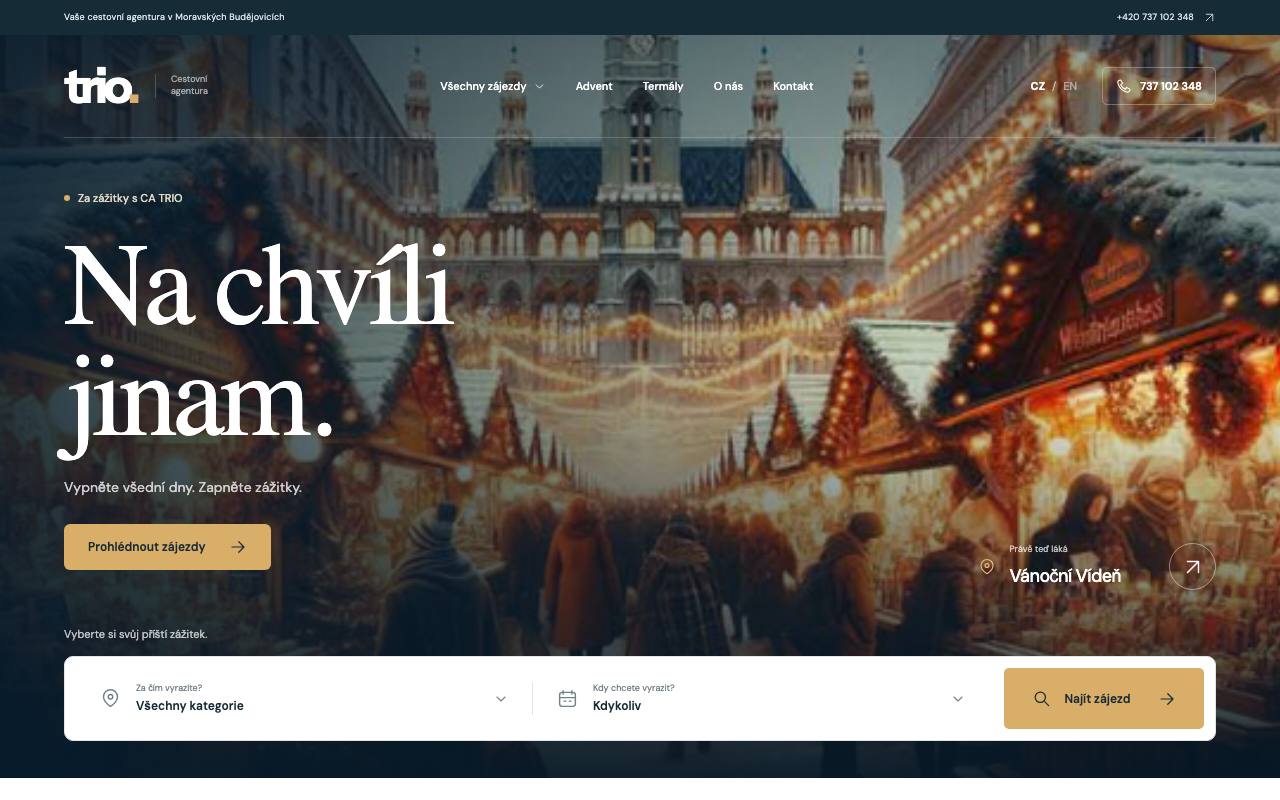 Vaše cestovní agentura v Moravských Budějovicích
+420 737 102 348
trio.
Cestovní
agentura
Všechny zájezdy
Advent
Termály
O nás
Kontakt
CZ / EN
737 102 348
Za zážitky s CA TRIO
Na chvíli
jinam.
Vypněte všední dny. Zapněte zážitky.
Prohlédnout zájezdy
Právě teď láká
Vánoční Vídeň
Vyberte si svůj příští zážitek.
Za čím vyrazíte?
Všechny kategorie
Kdy chcete vyrazit?
Kdykoliv
Najít zájezd